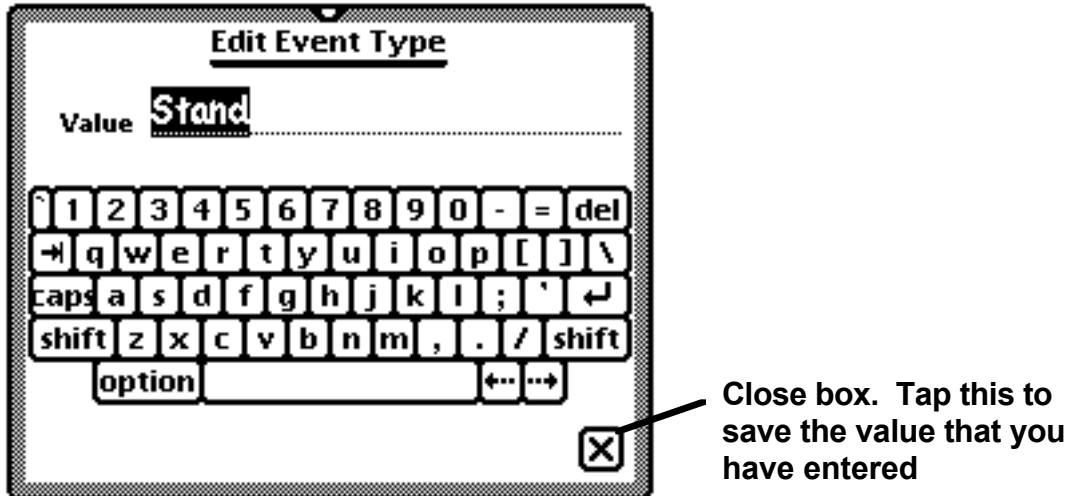 Edit Event Type
Value Stand
` 1 2 3 4 5 6 7 8 9 0 - = del
q w e r t y u i o p [ ] \
caps a s d f g h j k l ; '
shift z x c v b n m , . / shift
option
Close box. Tap this to
save the value that you
have entered